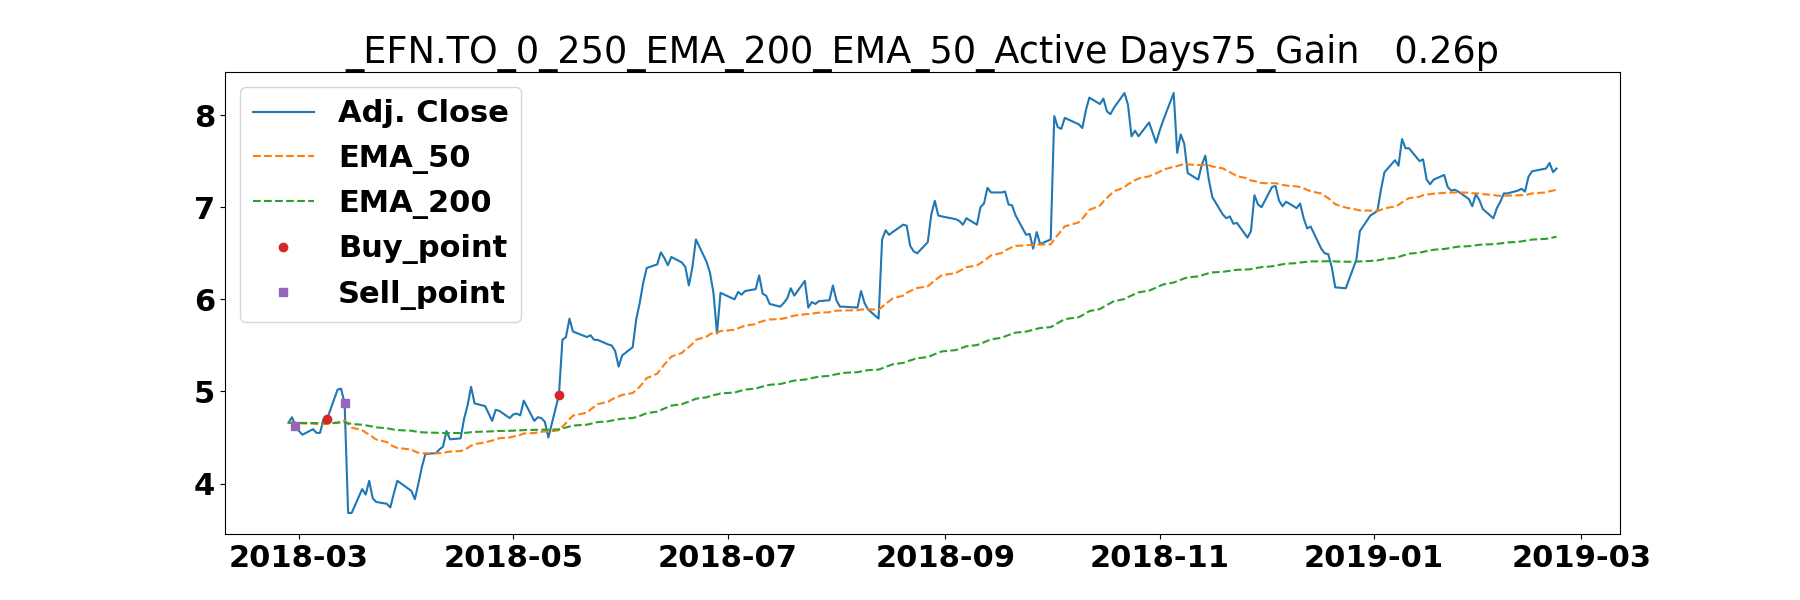 _EFN.TO_0_250_EMA_200_EMA_50_Active Days75_Gain   0.26p
Adj. Close
EMA_50
EMA_200
Buy_point
Sell_point
8
7
6
5
4
2018-03 2018-05 2018-07 2018-09 2018-11 2019-01 2019-03